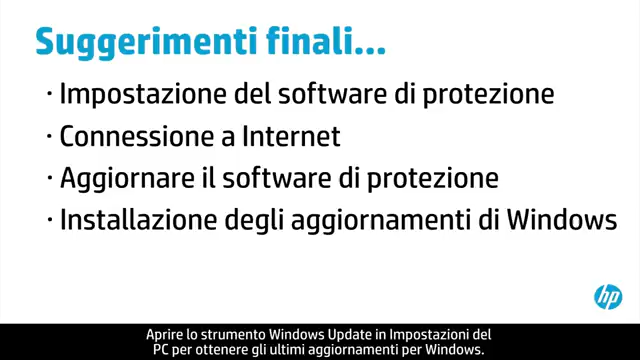 Suggerimenti finali...
· Impostazione del software di protezione
· Connessione a Internet
· Aggiornare il software di protezione
· Installazione degli aggiornamenti di Windows
hp
Aprire lo strumento Windows Update in Impostazioni del
PC per ottenere gli ultimi aggiornamenti per Windows.